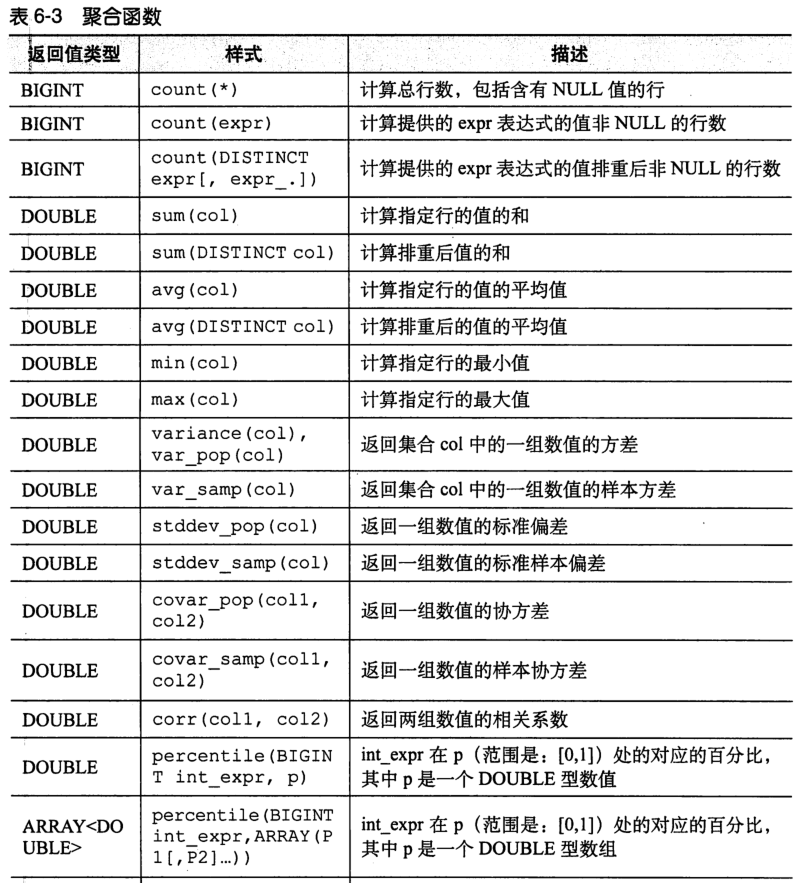 表 6-3 聚合函数
返回值类型 样式 描述
BIGINT count(*) 计算总行数，包括含有 NULL 值的行
BIGINT count(expr) 计算提供的 expr 表达式的值非 NULL 的行数
BIGINT count(DISTINCT
expr[, expr_.]) 计算提供的 expr 表达式的值排重后非 NULL 的行数
DOUBLE sum(col) 计算指定行的值的和
DOUBLE sum(DISTINCT col) 计算排重后值的和
DOUBLE avg(col) 计算指定行的值的平均值
DOUBLE avg(DISTINCT col) 计算排重后的值的平均值
DOUBLE min(col) 计算指定行的最小值
DOUBLE max(col) 计算指定行的最大值
DOUBLE variance(col),
var_pop(col) 返回集合 col 中的一组数值的方差
DOUBLE var_samp(col) 返回集合 col 中的一组数值的样本方差
DOUBLE stddev_pop(col) 返回一组数值的标准偏差
DOUBLE stddev_samp(col) 返回一组数值的标准样本偏差
DOUBLE covar_pop(col1,
col2) 返回一组数值的协方差
DOUBLE covar_samp(col1,
col2) 返回一组数值的样本协方差
DOUBLE corr(col1, col2) 返回两组数值的相关系数
DOUBLE percentile(BIGIN
T int_expr, p) int_expr 在 p（范围是：[0,1]）处的对应的百分比，
其中 p 是一个 DOUBLE 型数值
ARRAY<DO
UBLE> percentile(BIGINT
int_expr,ARRAY(P
1[,P2]…)) int_expr 在 p（范围是：[0,1]）处的对应的百分比，
其中 p 是一个 DOUBLE 型数组